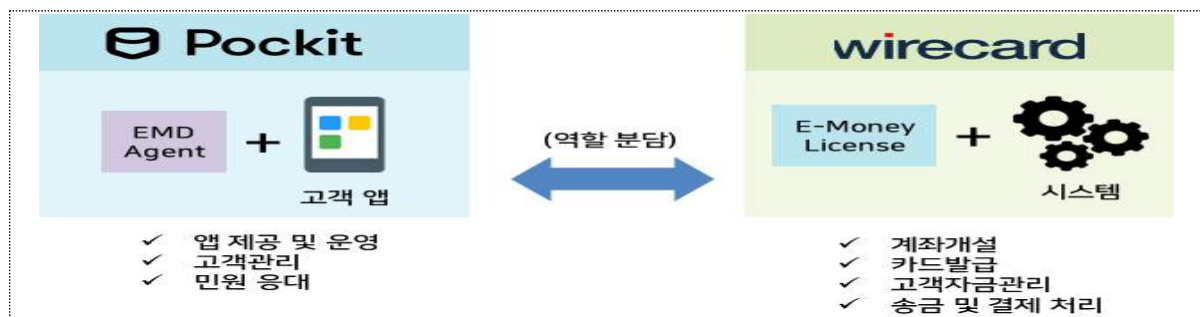 Pockit
EMD
Agent
+
고객 앱
✓ 앱 제공 및 운영
✓ 고객관리
✓ 민원 응대
(역할 분담)
wirecard
E-Money
License
+
시스템
✓ 계좌개설
✓ 카드발급
✓ 고객자금관리
✓ 송금 및 결제 처리